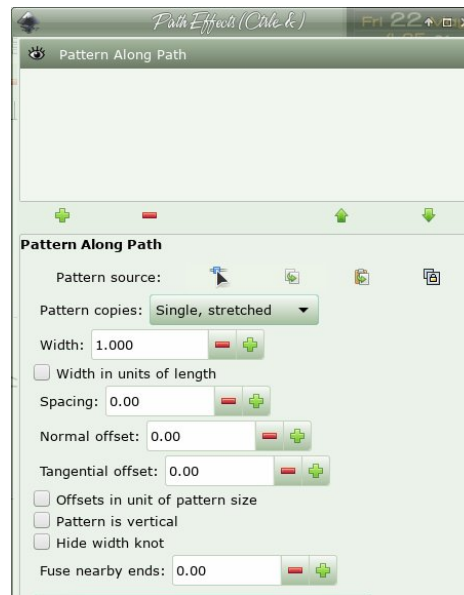 Path Effects (Ctrl+&)
Fri 22
Pattern Along Path
Pattern Along Path
Pattern source:
Pattern copies: Single, stretched
Width: 1.000
Width in units of length
Spacing: 0.00
Normal offset: 0.00
Tangential offset: 0.00
Offsets in unit of pattern size
Pattern is vertical
Hide width knot
Fuse nearby ends: 0.00